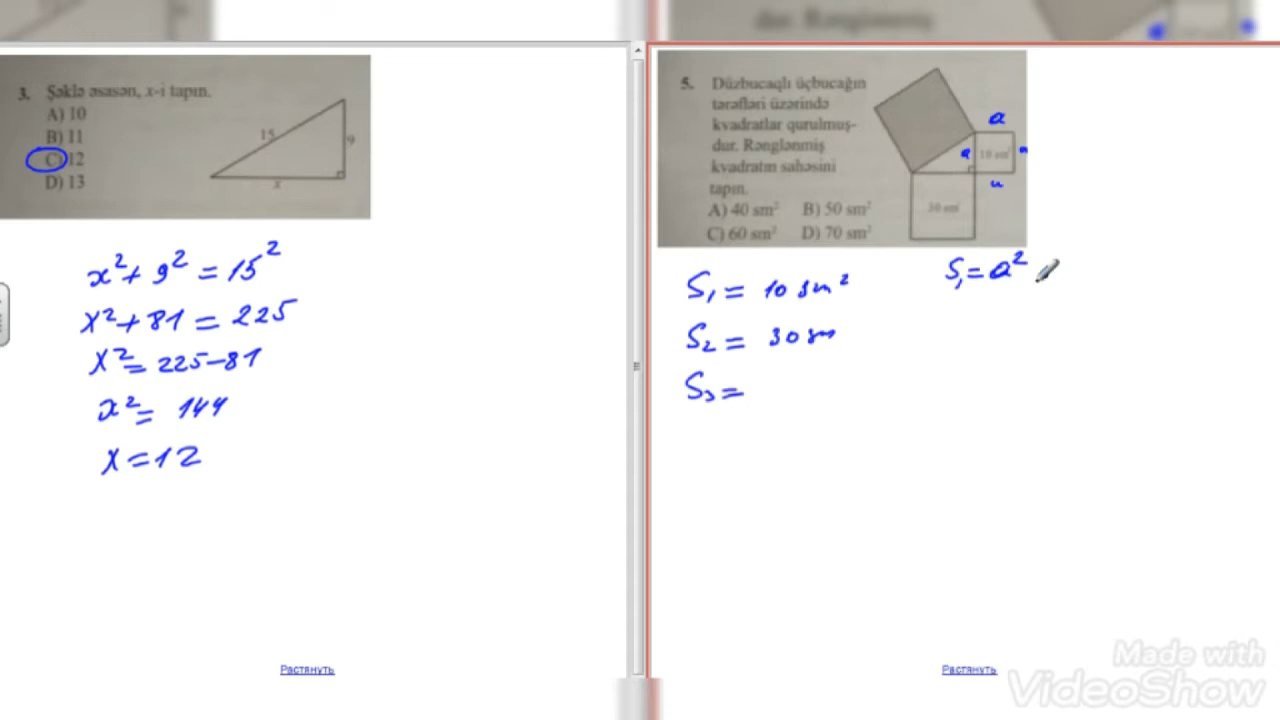 dur. Rənglənmiş
3. Şəklə əsasən, x-i tapın.
A) 10
B) 11
C) 12
D) 13
15
9
x
x² + 9² = 15²
x² + 81 = 225
x² = 225 - 81
x² = 144
x = 12
Растянуть
5. Düzbucaqlı üçbucağın
tərəfləri üzərində
kvadratlar qurulmuş-
dur. Rənglənmiş
kvadratın sahəsini
tapın.
A) 40 sm² B) 50 sm²
C) 60 sm² D) 70 sm²
a
a
10 sm²
30 sm
S₁ = 10 sm²
S₂ = 30 sm
S₃ =
S₁ = a²
Растянуть
Made with
VideoShow